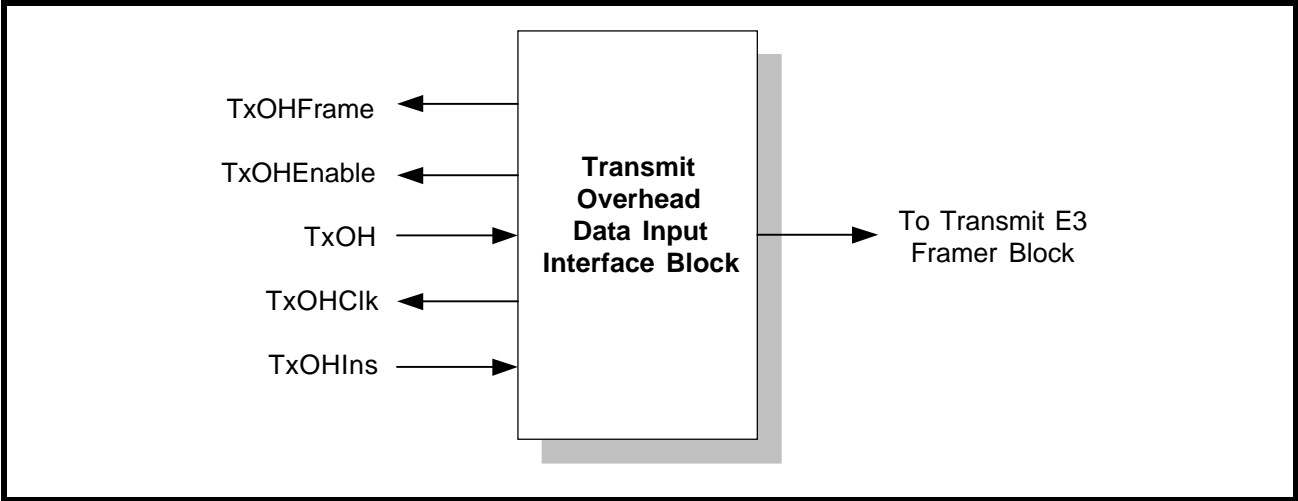 TxOHFrame
TxOHEnable
TxOH
TxOHClk
TxOHIns
Transmit
Overhead
Data Input
Interface Block
To Transmit E3
Framer Block